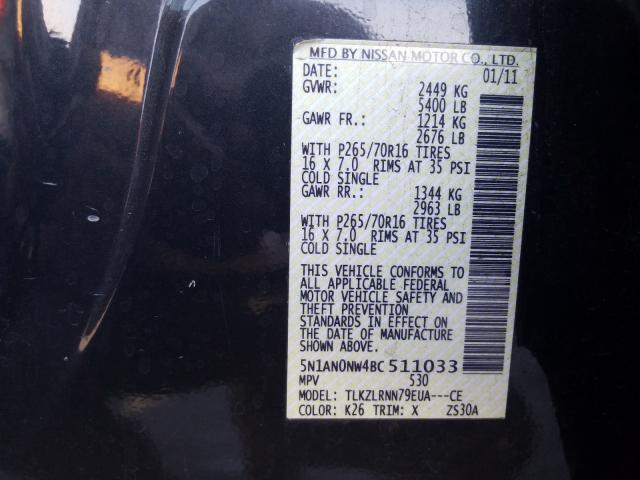 MFD BY NISSAN MOTOR CO., LTD.
DATE: 01/11
GVWR: 2449 KG
5400 LB
GAWR FR.: 1214 KG
2676 LB
WITH P265/70R16 TIRES
16 X 7.0 RIMS AT 35 PSI
COLD SINGLE
GAWR RR.: 1344 KG
2963 LB
WITH P265/70R16 TIRES
16 X 7.0 RIMS AT 35 PSI
COLD SINGLE
THIS VEHICLE CONFORMS TO
ALL APPLICABLE FEDERAL
MOTOR VEHICLE SAFETY AND
THEFT PREVENTION
STANDARDS IN EFFECT ON
THE DATE OF MANUFACTURE
SHOWN ABOVE.
5N1AN0NW4BC511033
MPV 530
MODEL: TLKZLRNN79EUA---CE
COLOR: K26 TRIM: X ZS30A